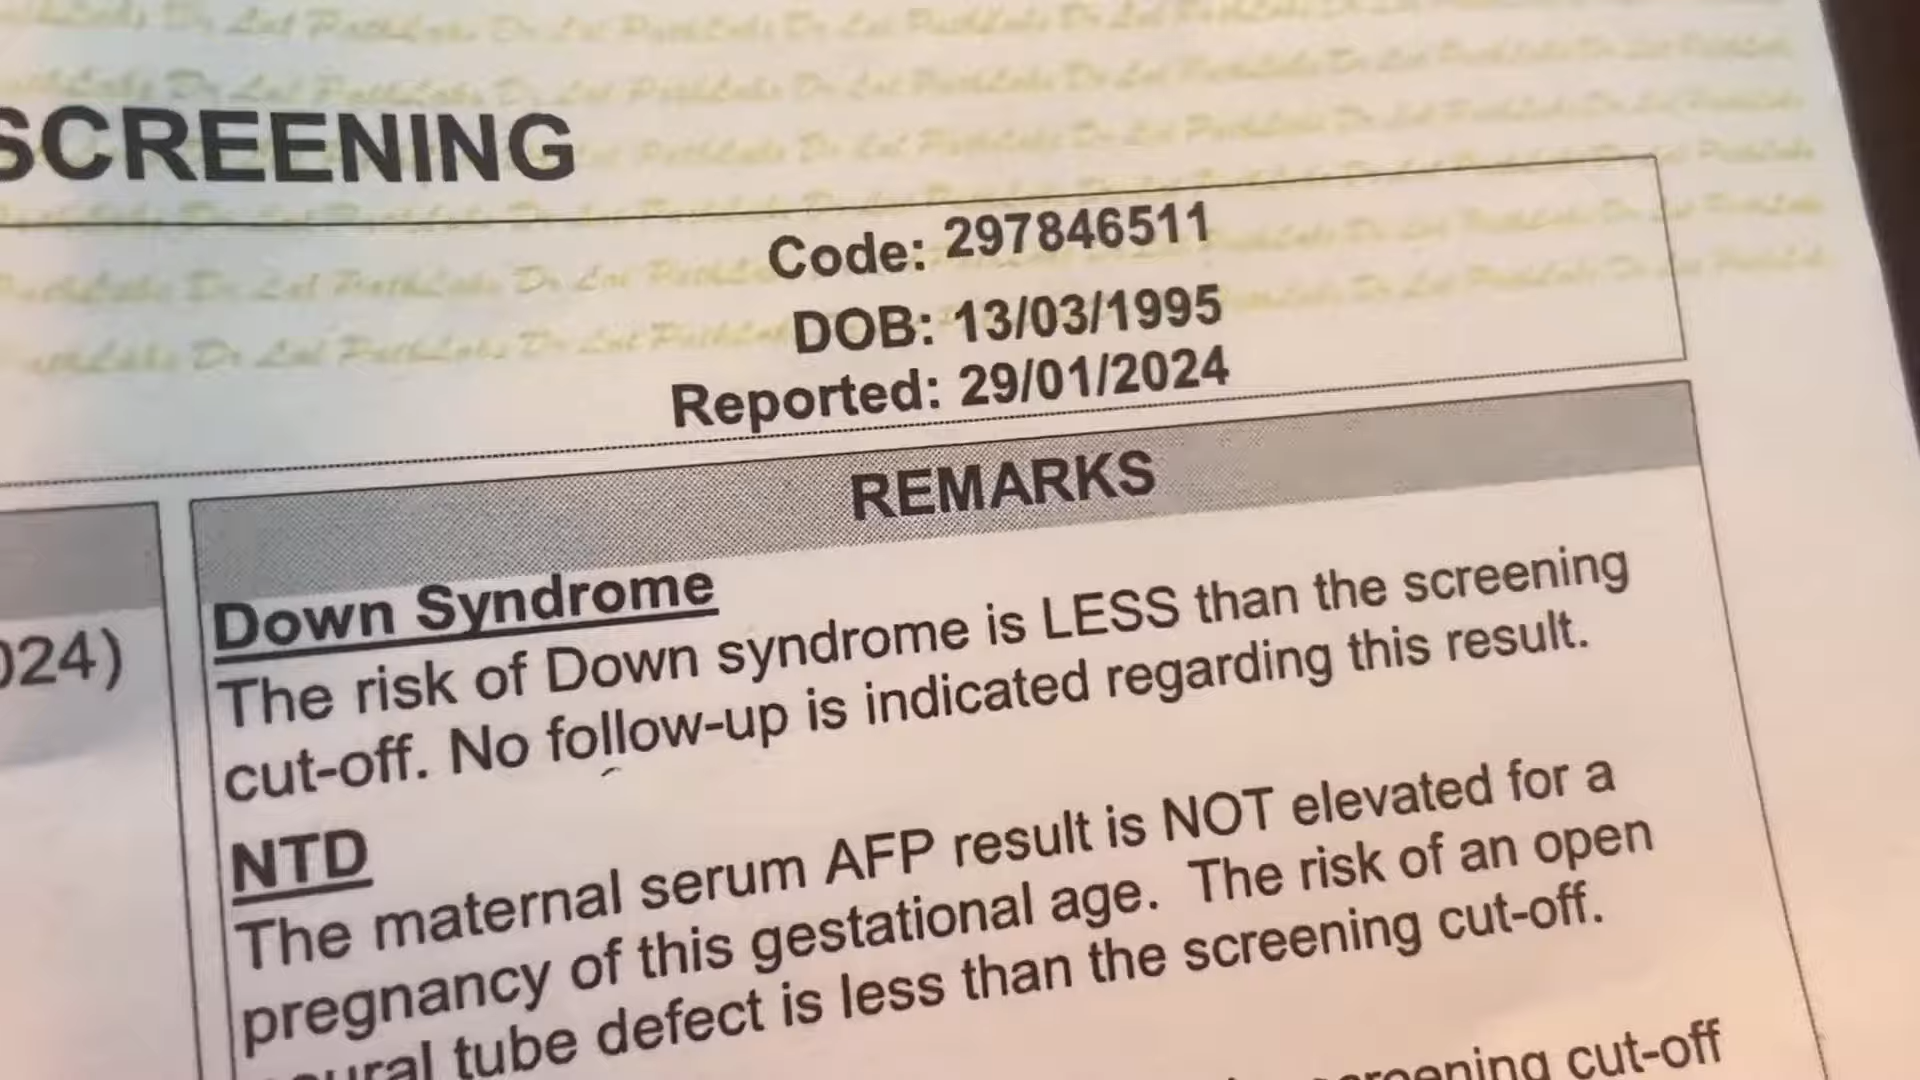 SCREENING
Code: 297846511
DOB: 13/03/1995
Reported: 29/01/2024
REMARKS
Down Syndrome
The risk of Down syndrome is LESS than the screening
cut-off. No follow-up is indicated regarding this result.
NTD
The maternal serum AFP result is NOT elevated for a
pregnancy of this gestational age. The risk of an open
neural tube defect is less than the screening cut-off.
screening cut-off
024)